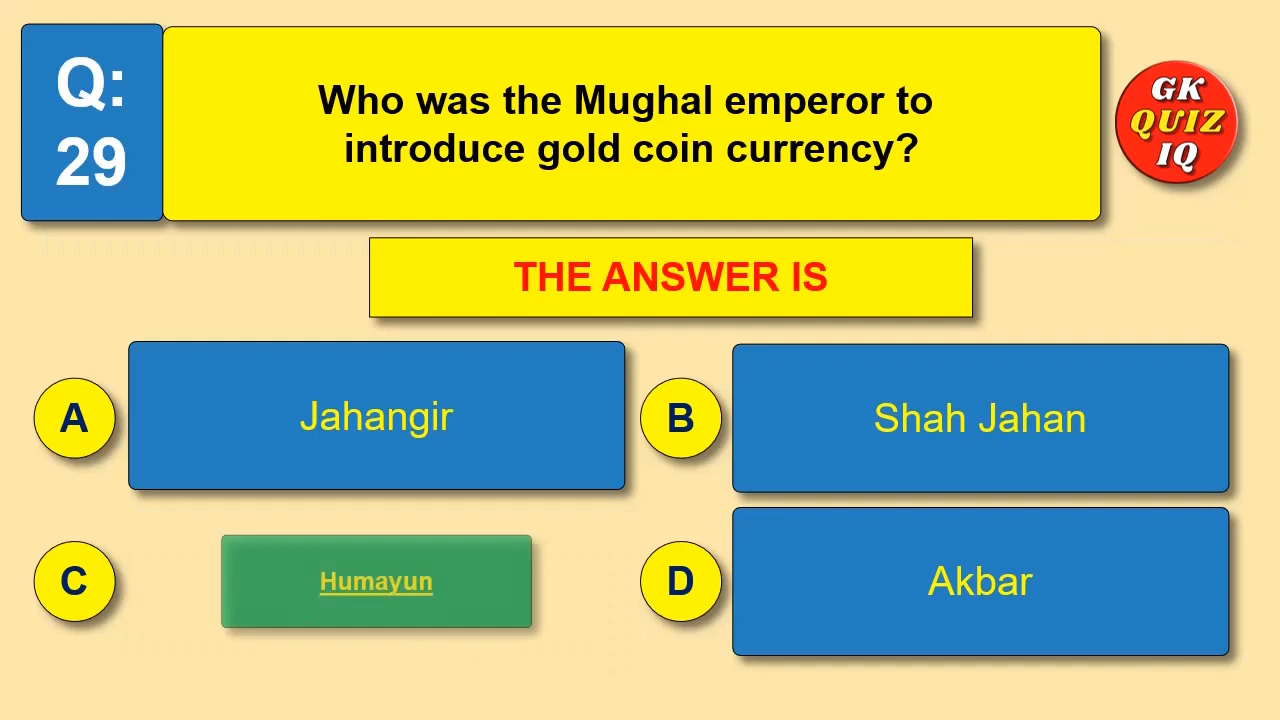 Q:
29
Who was the Mughal emperor to
introduce gold coin currency?
GK
QUIZ
IQ
THE ANSWER IS
A
Jahangir
B
Shah Jahan
C
Humayun
D
Akbar